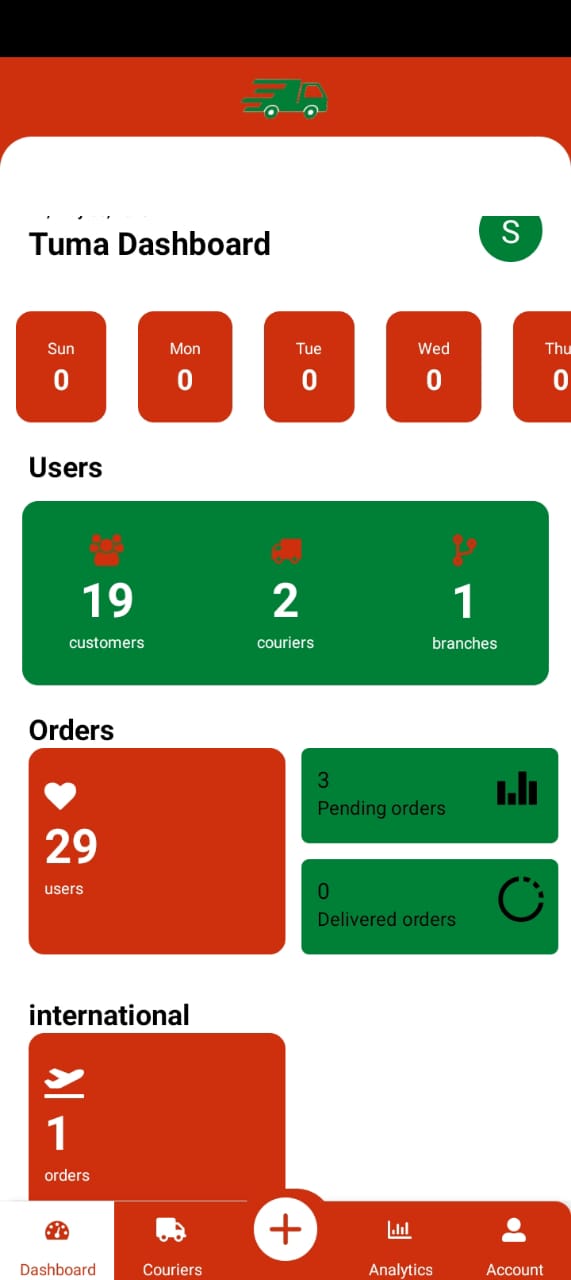 Tuma Dashboard
S
Sun Mon Tue Wed Thu
0 0 0 0 0
Users
19 2 1
customers couriers branches
Orders
29
users
3
Pending orders
0
Delivered orders
international
1
orders
Dashboard Couriers Analytics Account